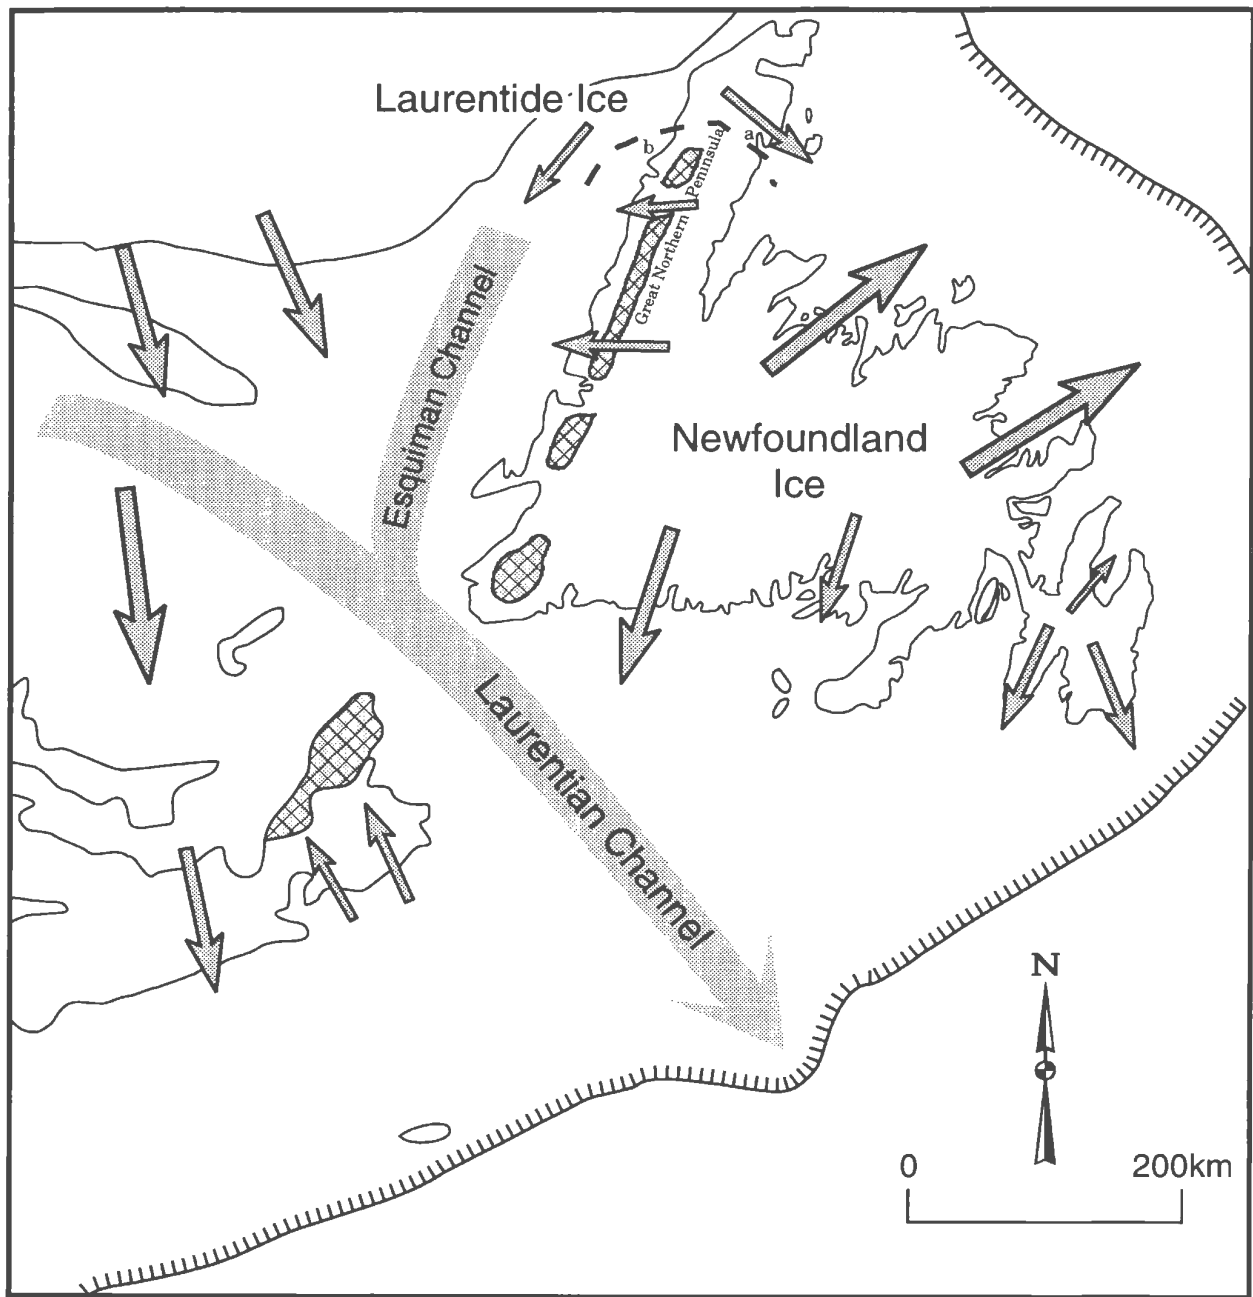 Laurentide Ice
a
b
Great Northern Peninsula
Esquiman Channel
Newfoundland
Ice
Laurentian Channel
N
0 200km